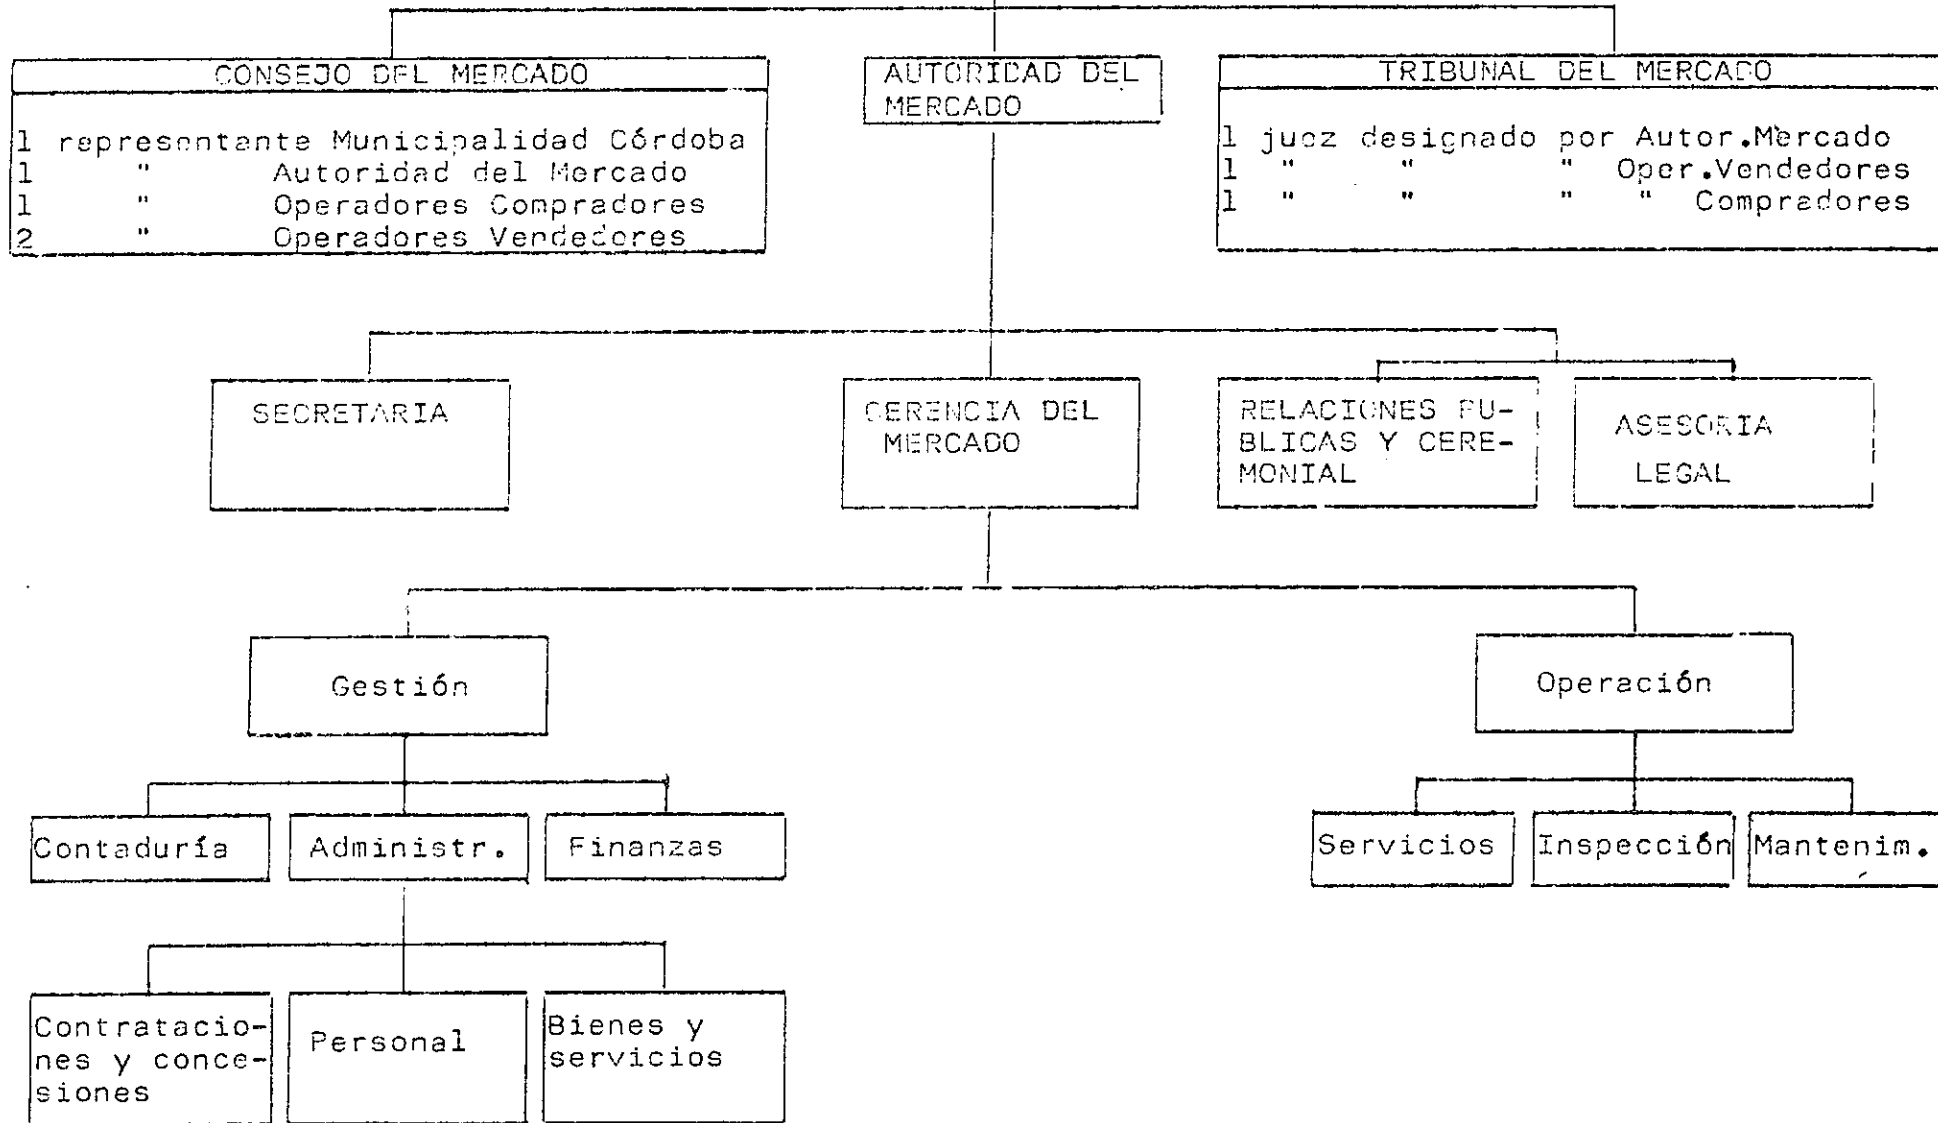 CONSEJO DEL MERCADO
1 representante Municipalidad Córdoba
1 " Autoridad del Mercado
1 " Operadores Compradores
2 " Operadores Vendedores
AUTORIDAD DEL
MERCADO
TRIBUNAL DEL MERCADO
1 juez designado por Autor.Mercado
1 " " " Oper.Vendedores
1 " " " " Compradores
SECRETARIA
GERENCIA DEL
MERCADO
RELACIONES PU-
BLICAS Y CERE-
MONIAL
ASESORIA
LEGAL
Gestión
Operación
Contaduría
Administr.
Finanzas
Servicios
Inspección
Mantenim.
Contratacio-
nes y conce-
siones
Personal
Bienes y
servicios